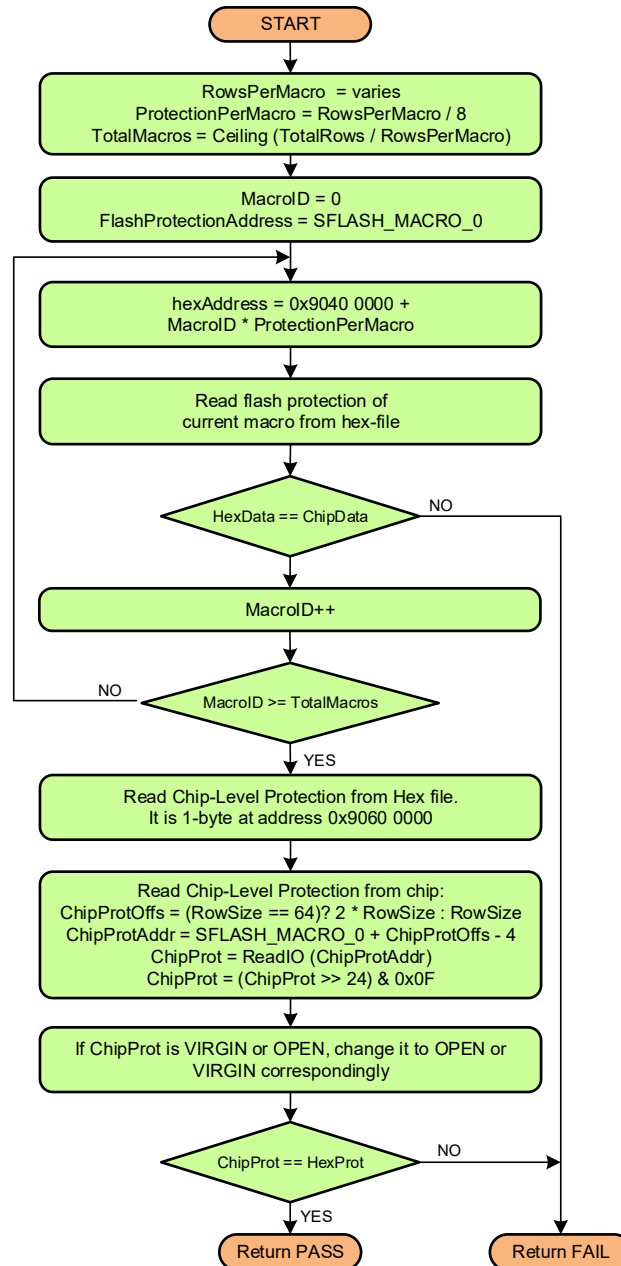 START
RowsPerMacro = varies
ProtectionPerMacro = RowsPerMacro / 8
TotalMacros = Ceiling (TotalRows / RowsPerMacro)
MacroID = 0
FlashProtectionAddress = SFLASH_MACRO_0
hexAddress = 0x9040 0000 +
MacroID * ProtectionPerMacro
Read flash protection of
current macro from hex-file
HexData == ChipData
NO
MacroID++
MacroID >= TotalMacros
NO
YES
Read Chip-Level Protection from Hex file.
It is 1-byte at address 0x9060 0000
Read Chip-Level Protection from chip:
ChipProtOffs = (RowSize == 64)? 2 * RowSize : RowSize
ChipProtAddr = SFLASH_MACRO_0 + ChipProtOffs - 4
ChipProt = ReadIO (ChipProtAddr)
ChipProt = (ChipProt >> 24) & 0x0F
If ChipProt is VIRGIN or OPEN, change it to OPEN or
VIRGIN correspondingly
ChipProt == HexProt
NO
YES
Return PASS
Return FAIL